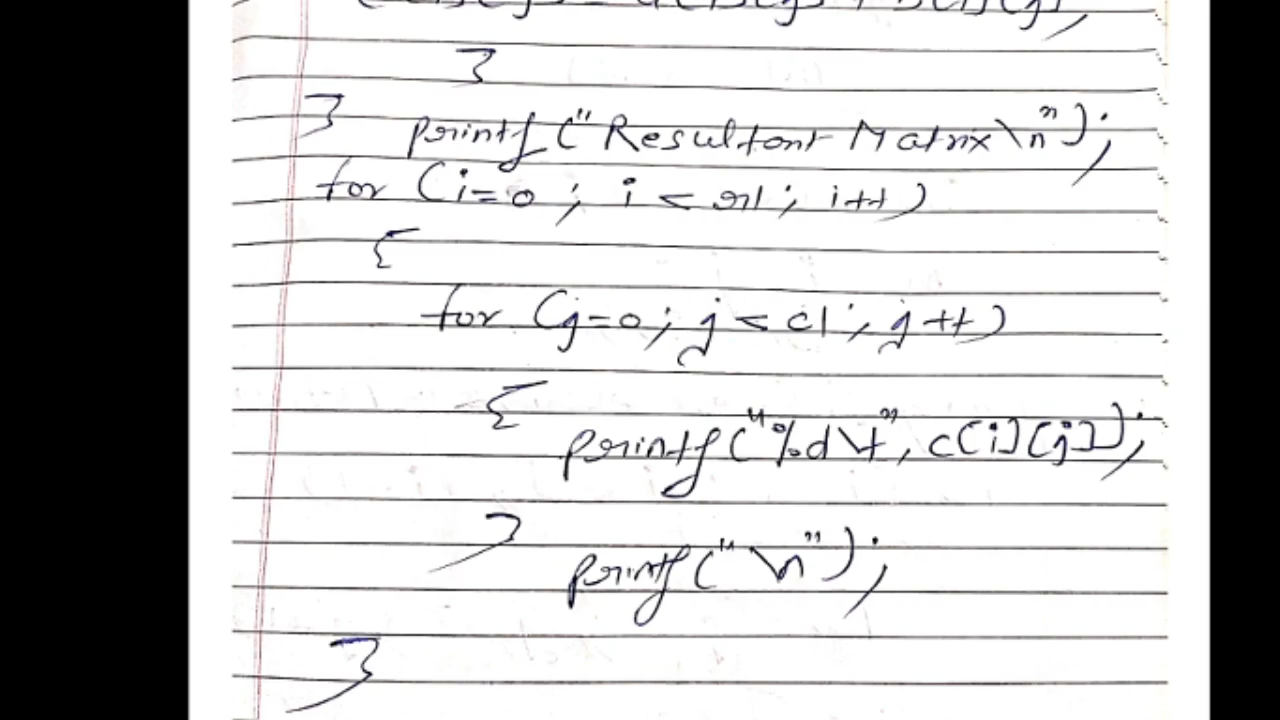 }
} printf("Resultant Matrix\n");
for (i=0 ; i < r1 ; i++)
{
for (j=0 ; j < c1 ; j++)
{
printf("%d\t", c[i][j]);
}
printf("\n");
}